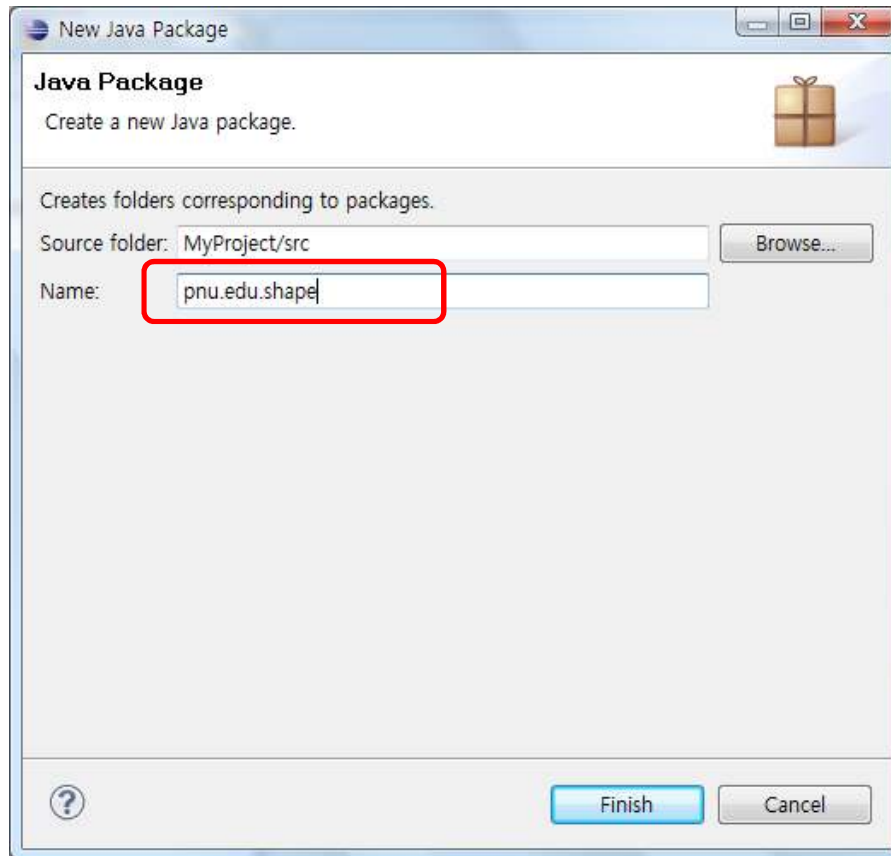 New Java Package
Java Package
Create a new Java package.
Creates folders corresponding to packages.
Source folder: MyProject/src Browse...
Name: pnu.edu.shape
? Finish Cancel